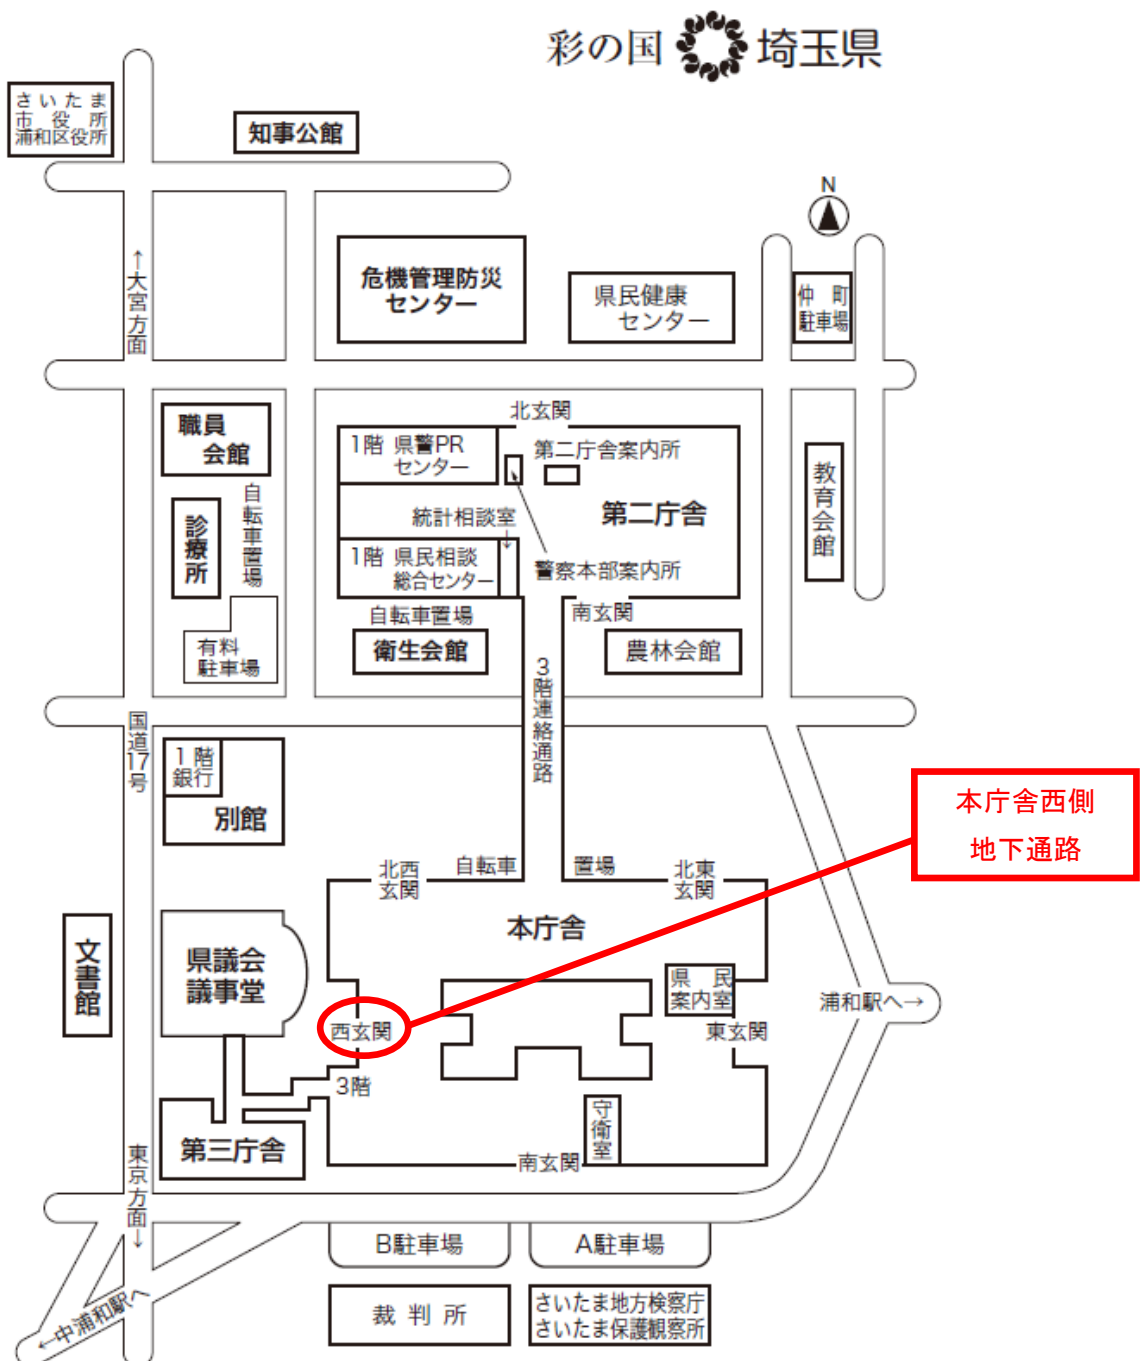 彩の国 埼玉県
さいたま
市役所
浦和区役所
知事公館
N
←大宮方面
危機管理防災
センター
県民健康
センター
仲町
駐車場
職員
会館
北玄関
1階 県警PR
センター
第二庁舎案内所
教育会館
自転車置場
診療所
統計相談室
↓
第二庁舎
1階 県民相談
総合センター
警察本部案内所
自転車置場
南玄関
有料
駐車場
衛生会館
農林会館
3階連絡通路
国道17号
1階
銀行
別館
本庁舎西側
地下通路
北西
玄関
自転車
置場
北東
玄関
本庁舎
文書館
県議会
議事堂
県民
案内室
浦和駅へ→
西玄関
東玄関
3階
守衛室
第三庁舎
南玄関
東京方面→
B駐車場
A駐車場
←中浦和駅へ
裁判所
さいたま地方検察庁
さいたま保護観察所